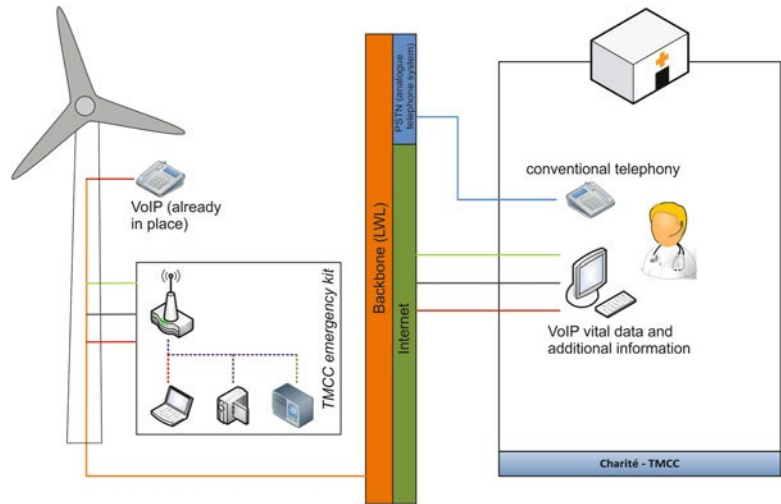 VoIP (already
in place)
TMCC emergency kit
Backbone (LWL)
PSTN (analogue
telephone system)
Internet
conventional telephony
VoIP vital data and
additional information
Charité - TMCC